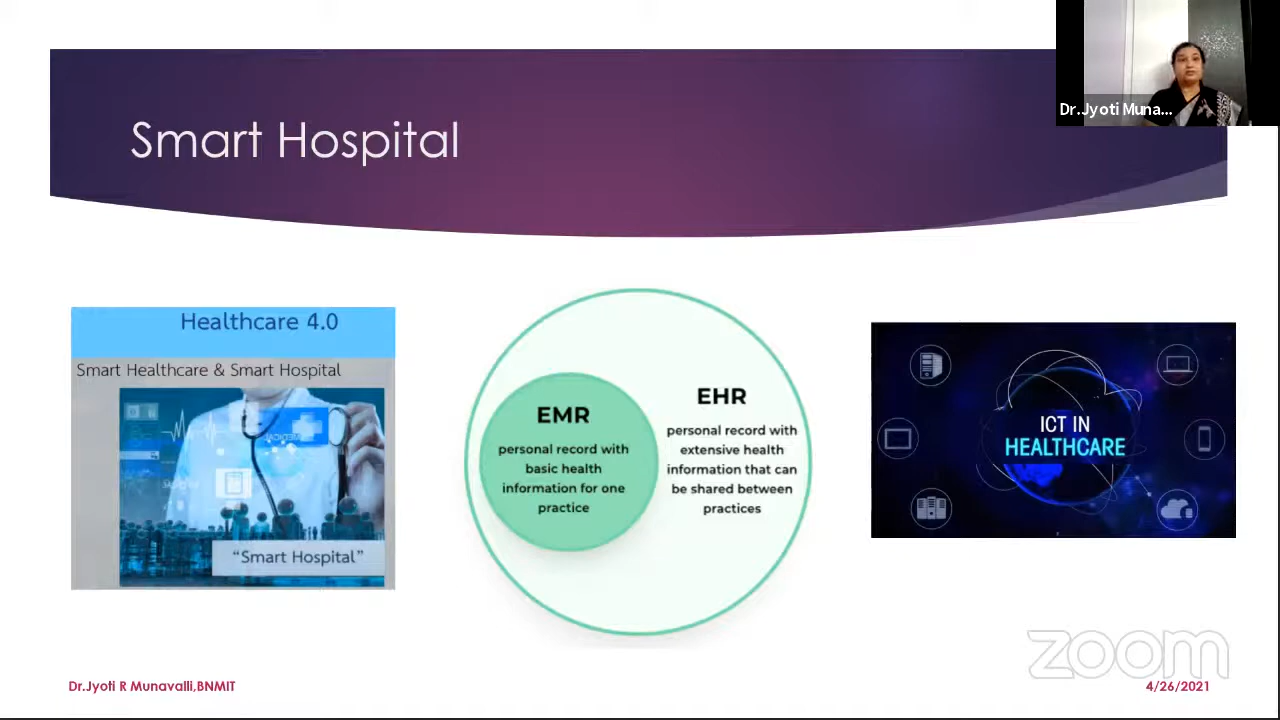 Dr.Jyoti Muna...
Smart Hospital
Healthcare 4.0
Smart Healthcare & Smart Hospital
"Smart Hospital"
EMR
personal record with
basic health
information for one
practice
EHR
personal record with
extensive health
information that can
be shared between
practices
ICT IN
HEALTHCARE
zoom
Dr.Jyoti R Munavalli,BNMIT
4/26/2021